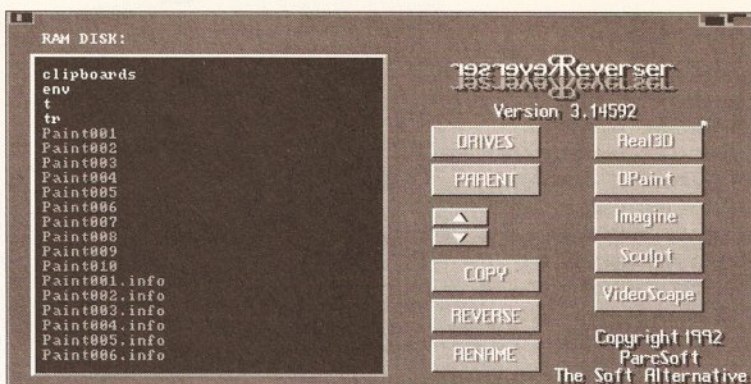 RAM DISK:
clipboards
env
t
tr
Paint001
Paint002
Paint003
Paint004
Paint005
Paint006
Paint007
Paint008
Paint009
Paint010
Paint001.info
Paint002.info
Paint003.info
Paint004.info
Paint005.info
Paint006.info
Reverser
Version 3.14592
DRIVES
PARENT
COPY
REVERSE
RENAME
Real3D
DPaint
Imagine
Sculpt
VideoScape
Copyright 1992
ParcSoft
The Soft Alternative